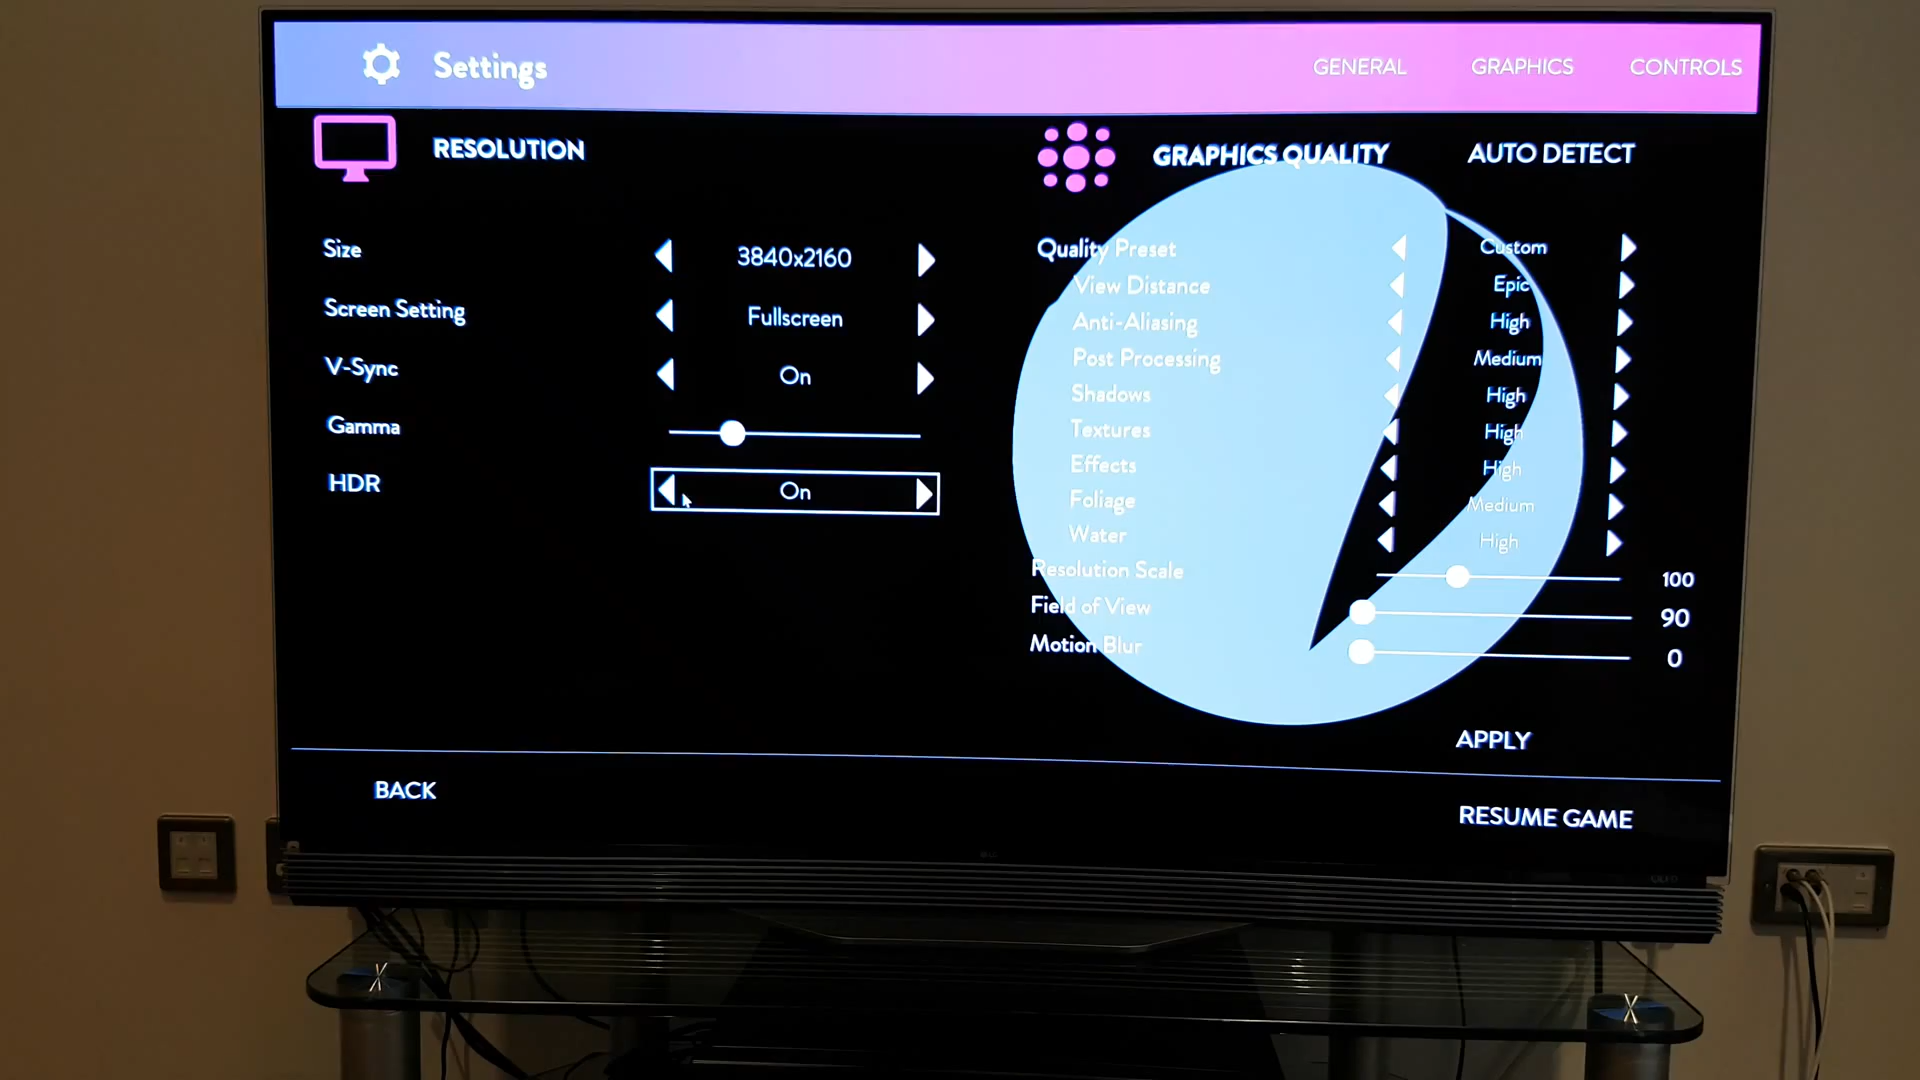 Settings
GENERAL GRAPHICS CONTROLS
RESOLUTION
Size 3840x2160
Screen Setting Fullscreen
V-Sync On
Gamma
HDR On
GRAPHICS QUALITY AUTO DETECT
Quality Preset Custom
View Distance Epic
Anti-Aliasing High
Post Processing Medium
Shadows High
Textures High
Effects High
Foliage Medium
Water High
Resolution Scale 100
Field of View 90
Motion Blur 0
APPLY
BACK
RESUME GAME
LG